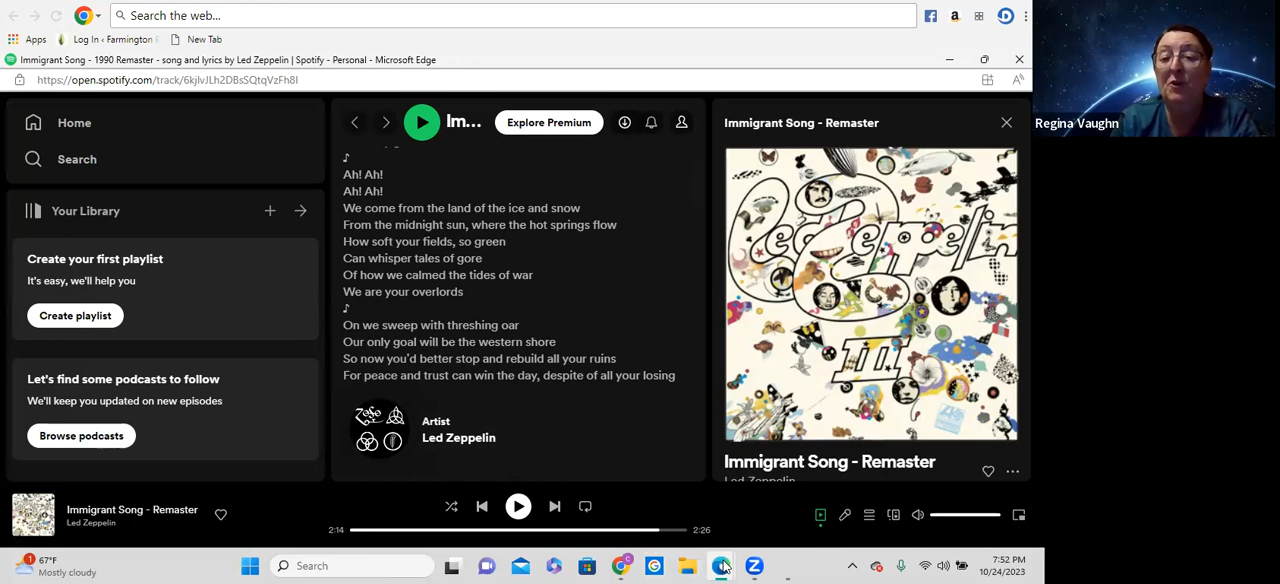 Search the web...
Apps
Log In ‹ Farmington
New Tab
Immigrant Song - 1990 Remaster - song and lyrics by Led Zeppelin | Spotify - Personal - Microsoft Edge
https://open.spotify.com/track/6kjIvJLh2DBsSQtqVzFh8I
Regina Vaughn
Home
Search
Your Library
Create your first playlist
It's easy, we'll help you
Create playlist
Let's find some podcasts to follow
We'll keep you updated on new episodes
Browse podcasts
Im...
Explore Premium
♪
Ah! Ah!
Ah! Ah!
We come from the land of the ice and snow
From the midnight sun, where the hot springs flow
How soft your fields, so green
Can whisper tales of gore
Of how we calmed the tides of war
We are your overlords
♪
On we sweep with threshing oar
Our only goal will be the western shore
So now you'd better stop and rebuild all your ruins
For peace and trust can win the day, despite of all your losing
Artist
Led Zeppelin
Immigrant Song - Remaster
Led Zeppelin
III
Immigrant Song - Remaster
Led Zeppelin
Immigrant Song - Remaster
Led Zeppelin
2:14
2:26
1
67°F
Mostly cloudy
Search
7:52 PM
10/24/2023